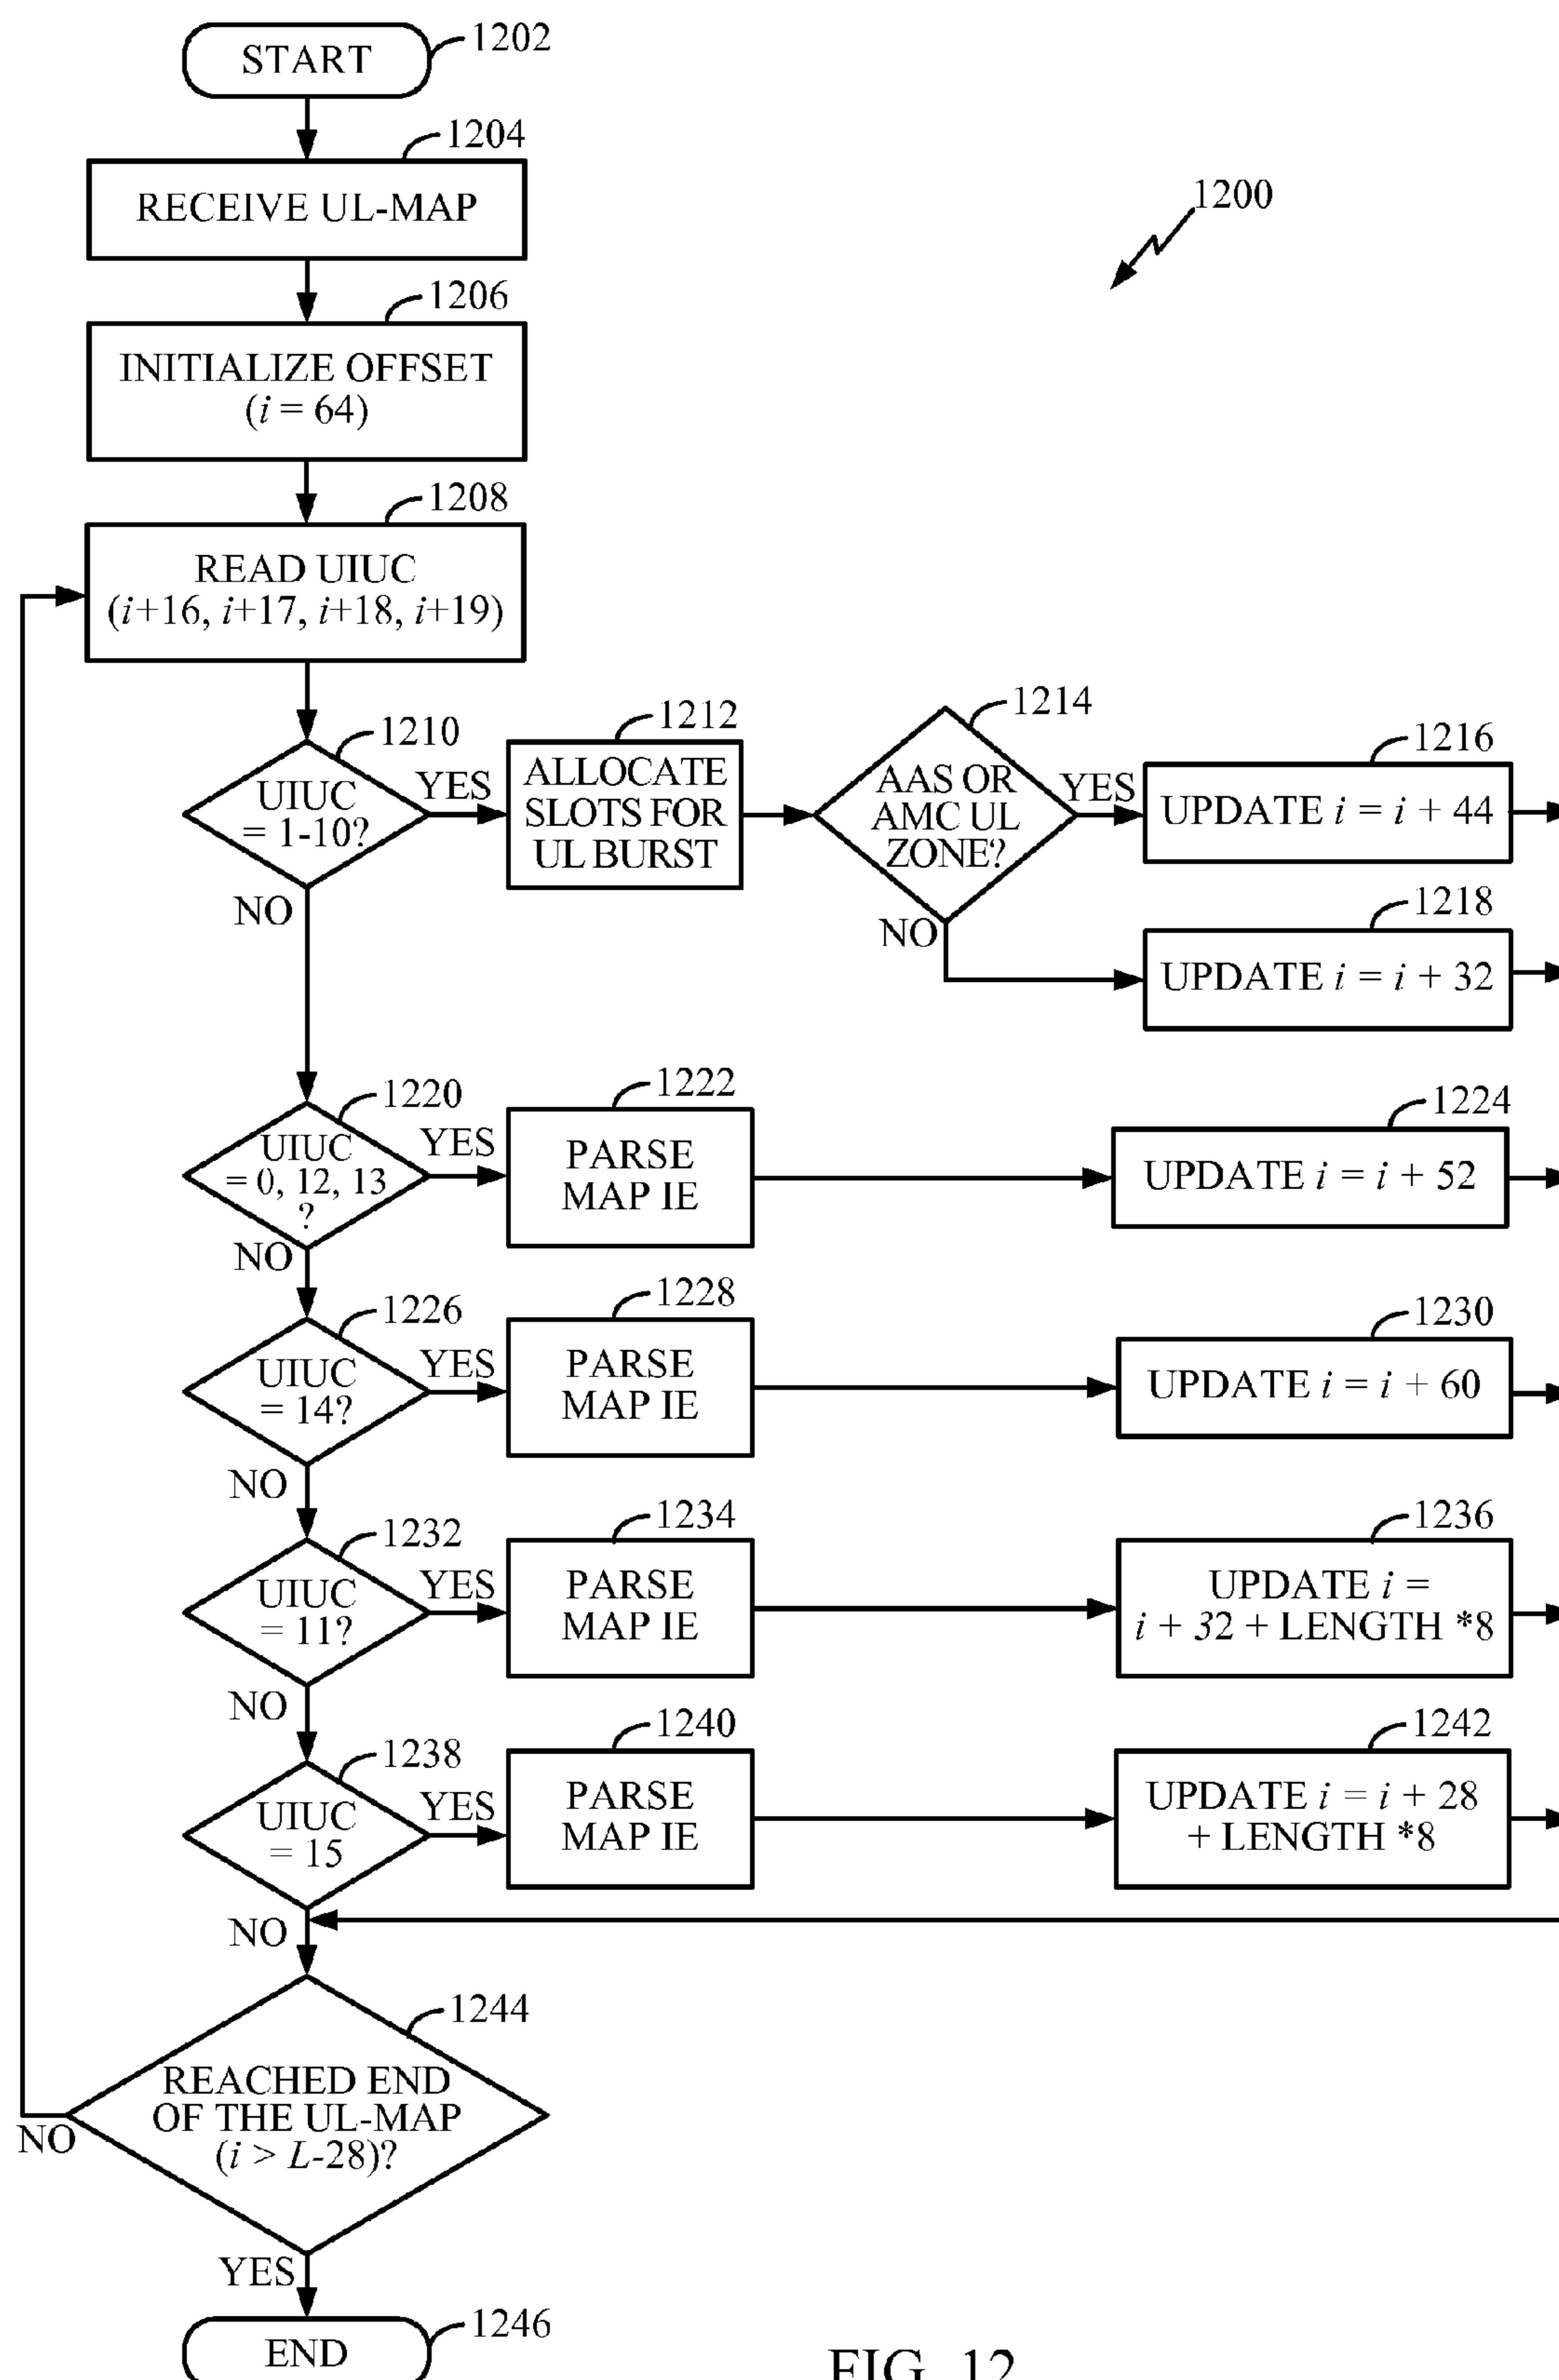 START
1202
1204
RECEIVE UL-MAP
1200
1206
INITIALIZE OFFSET
(i = 64)
1208
READ UIUC
(i+16, i+17, i+18, i+19)
1210
UIUC
= 1-10?
YES
NO
1212
ALLOCATE
SLOTS FOR
UL BURST
1214
AAS OR
AMC UL
ZONE?
YES
NO
1216
UPDATE i = i + 44
1218
UPDATE i = i + 32
1220
UIUC
= 0, 12, 13
?
YES
NO
1222
PARSE
MAP IE
1224
UPDATE i = i + 52
1226
UIUC
= 14?
YES
NO
1228
PARSE
MAP IE
1230
UPDATE i = i + 60
1232
UIUC
= 11?
YES
NO
1234
PARSE
MAP IE
1236
UPDATE i =
i + 32 + LENGTH *8
1238
UIUC
= 15
YES
NO
1240
PARSE
MAP IE
1242
UPDATE i = i + 28
+ LENGTH *8
1244
REACHED END
OF THE UL-MAP
(i > L-28)?
NO
YES
1246
END
FIG. 12